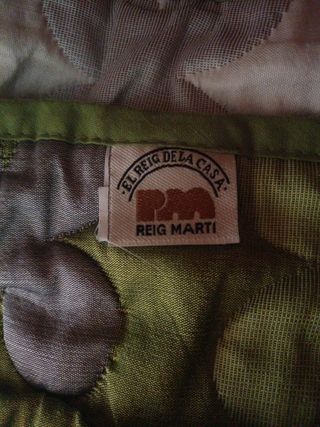 · EL REIG DE LA CASA ·
RM
REIG MARTI